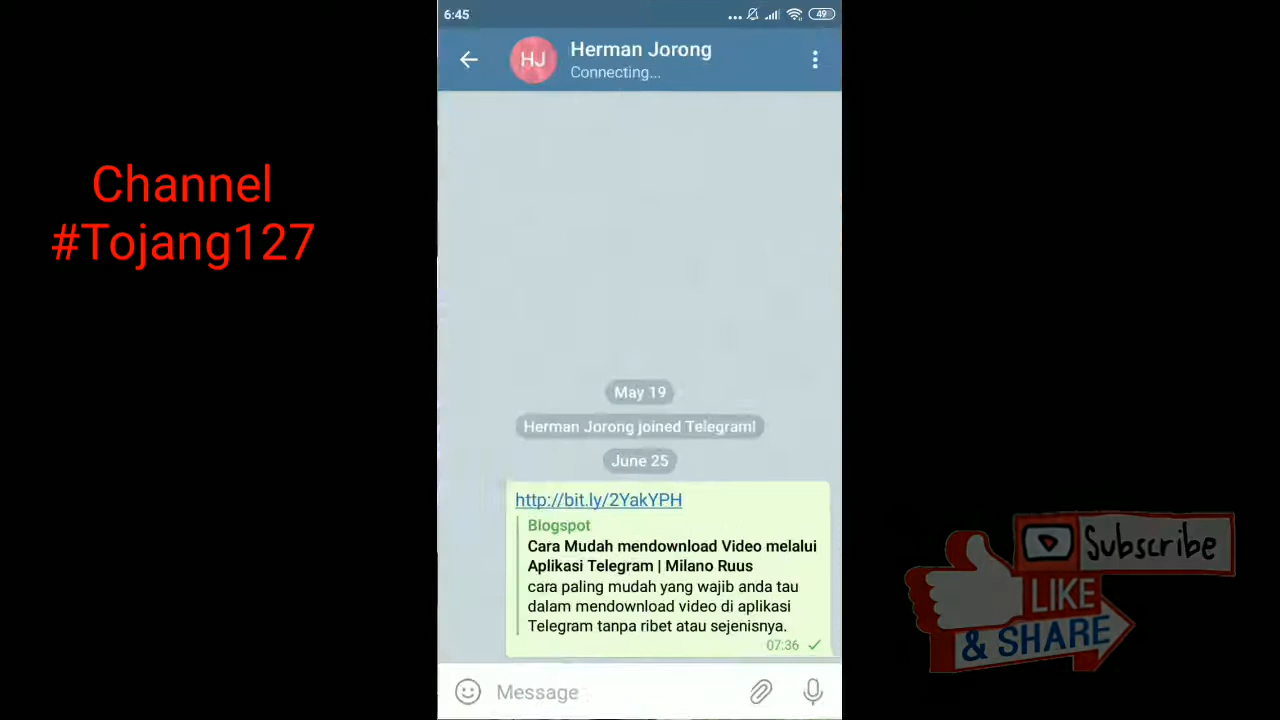 6:45
49
HJ
Herman Jorong
Connecting...
Channel
#Tojang127
May 19
Herman Jorong joined Telegram!
June 25
http://bit.ly/2YakYPH
Blogspot
Cara Mudah mendownload Video melalui
Aplikasi Telegram | Milano Ruus
cara paling mudah yang wajib anda tau
dalam mendownload video di aplikasi
Telegram tanpa ribet atau sejenisnya.
07:36
Subscribe
LIKE
& SHARE
Message